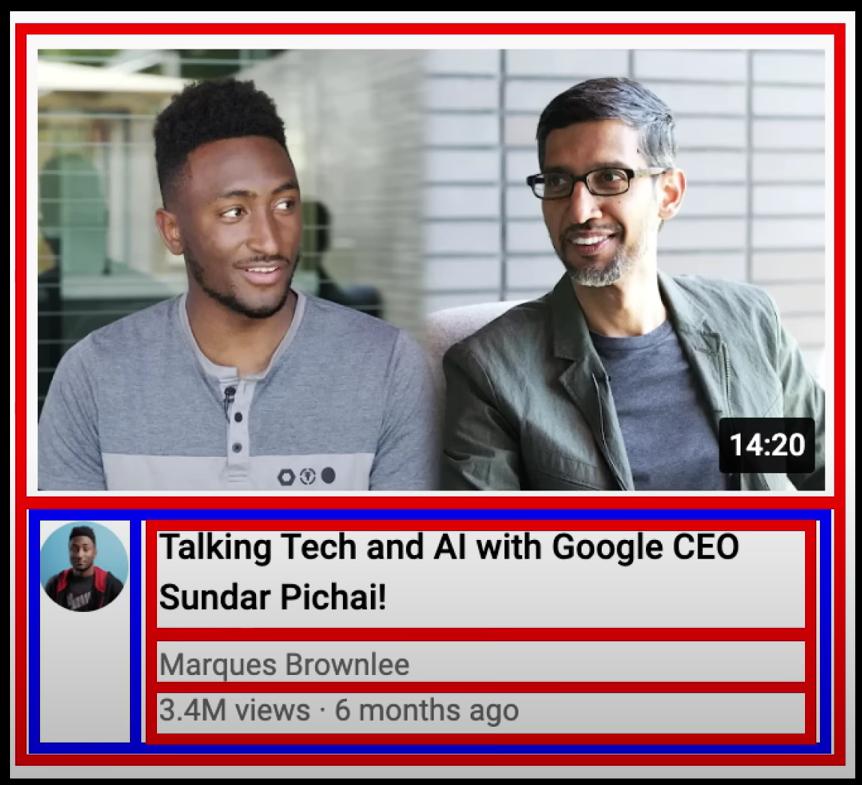 14:20
Talking Tech and AI with Google CEO
Sundar Pichai!
Marques Brownlee
3.4M views · 6 months ago